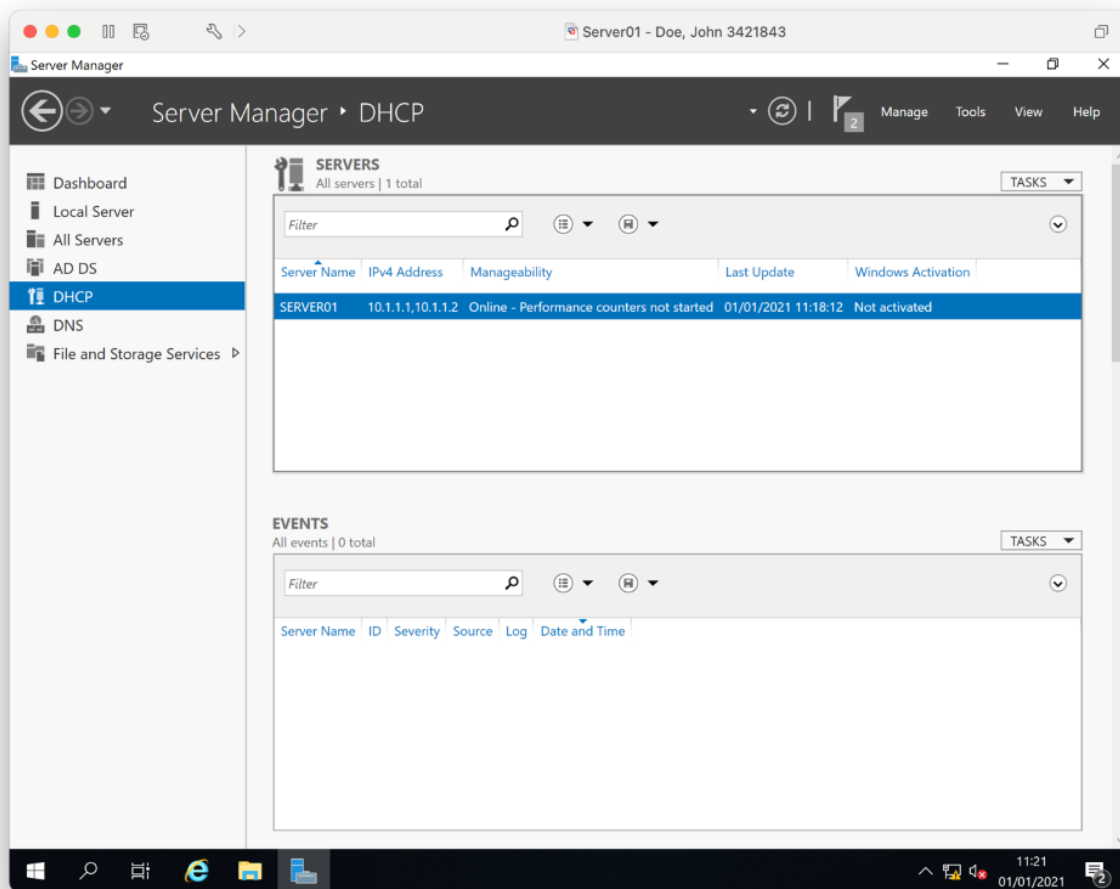 Server01 - Doe, John 3421843
Server Manager
Server Manager DHCP
2 Manage Tools View Help
Dashboard
Local Server
All Servers
AD DS
DHCP
DNS
File and Storage Services
SERVERS
All servers | 1 total
TASKS
Filter
Server Name IPv4 Address Manageability Last Update Windows Activation
SERVER01 10.1.1.1,10.1.1.2 Online - Performance counters not started 01/01/2021 11:18:12 Not activated
EVENTS
All events | 0 total
TASKS
Filter
Server Name ID Severity Source Log Date and Time
11:21
01/01/2021
2